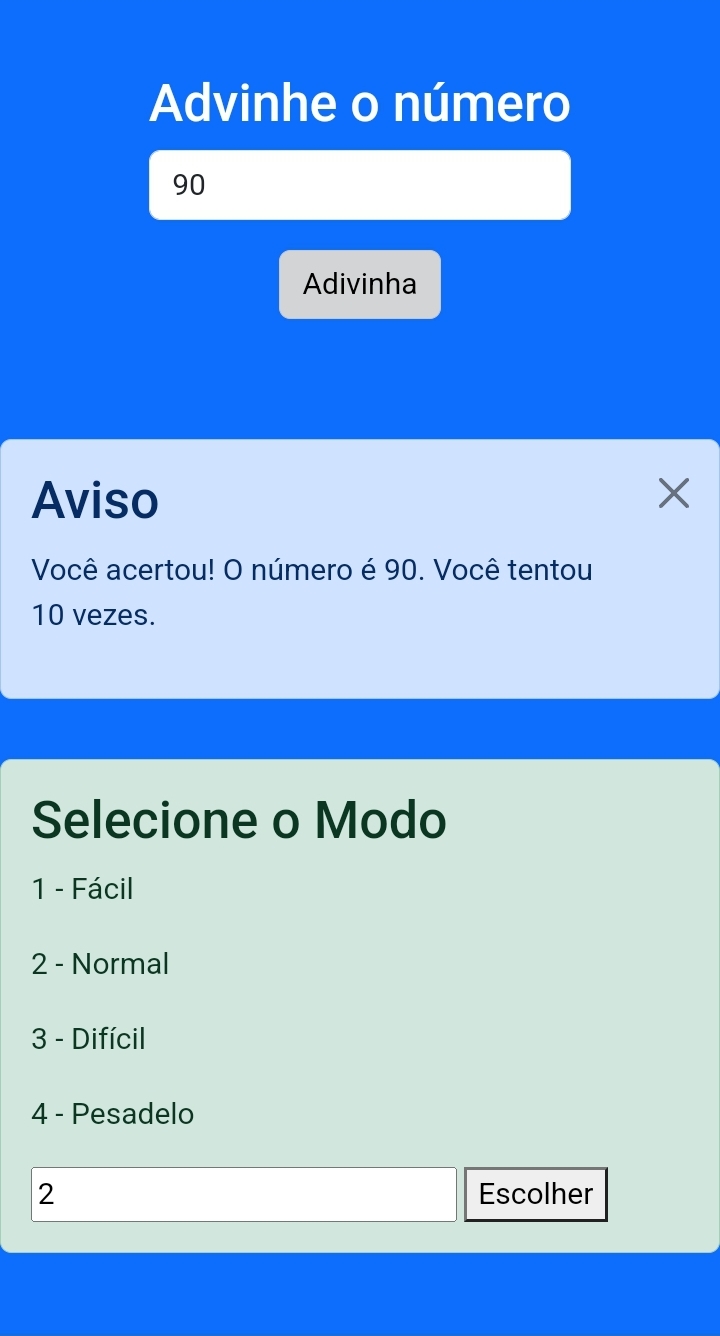 Advinhe o número
90
Adivinha
Aviso
Você acertou! O número é 90. Você tentou
10 vezes.
Selecione o Modo
1 - Fácil
2 - Normal
3 - Difícil
4 - Pesadelo
2 Escolher